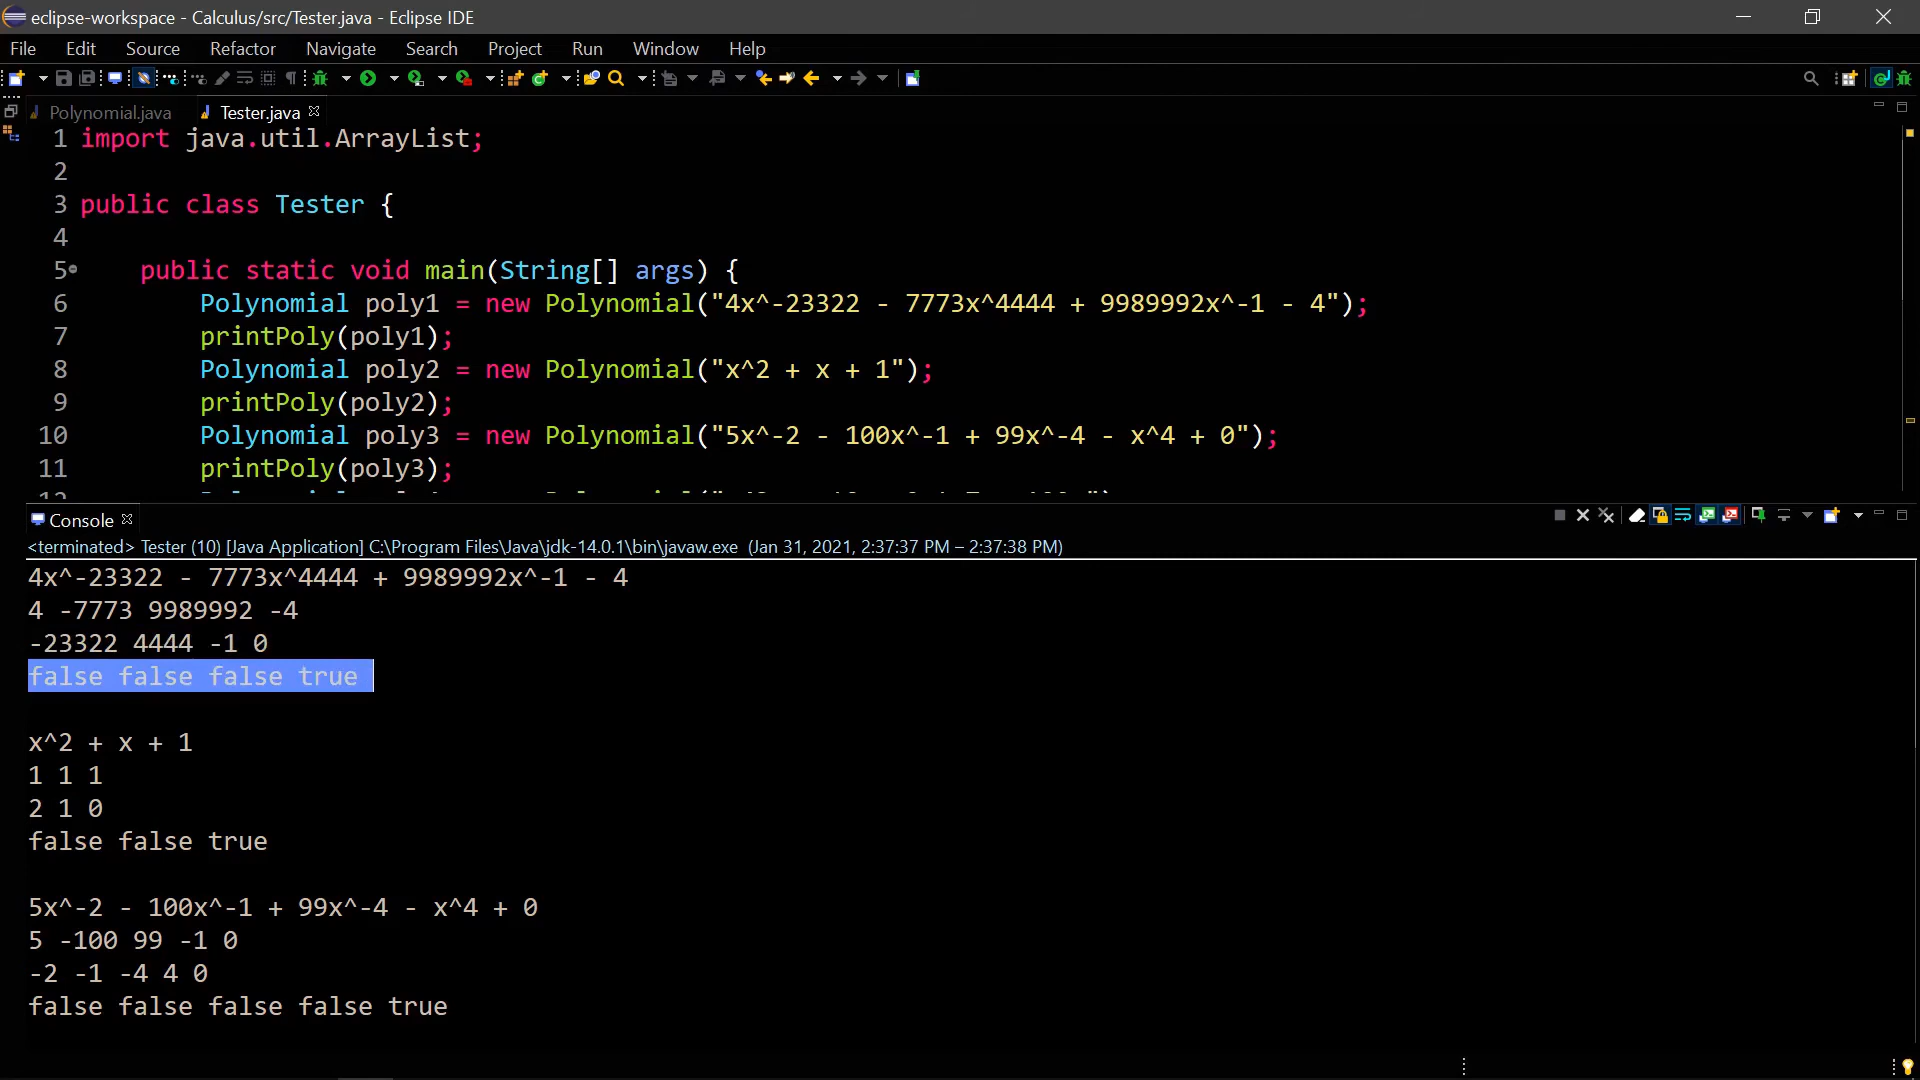 eclipse-workspace - Calculus/src/Tester.java - Eclipse IDE
File Edit Source Refactor Navigate Search Project Run Window Help
Polynomial.java Tester.java
1 import java.util.ArrayList;
2
3 public class Tester {
4
5 public static void main(String[] args) {
6 Polynomial poly1 = new Polynomial("4x^-23322 - 7773x^4444 + 9989992x^-1 - 4");
7 printPoly(poly1);
8 Polynomial poly2 = new Polynomial("x^2 + x + 1");
9 printPoly(poly2);
10 Polynomial poly3 = new Polynomial("5x^-2 - 100x^-1 + 99x^-4 - x^4 + 0");
11 printPoly(poly3);
Console
<terminated> Tester (10) [Java Application] C:\Program Files\Java\jdk-14.0.1\bin\javaw.exe (Jan 31, 2021, 2:37:37 PM – 2:37:38 PM)
4x^-23322 - 7773x^4444 + 9989992x^-1 - 4
4 -7773 9989992 -4
-23322 4444 -1 0
false false false true
x^2 + x + 1
1 1 1
2 1 0
false false true
5x^-2 - 100x^-1 + 99x^-4 - x^4 + 0
5 -100 99 -1 0
-2 -1 -4 4 0
false false false false true